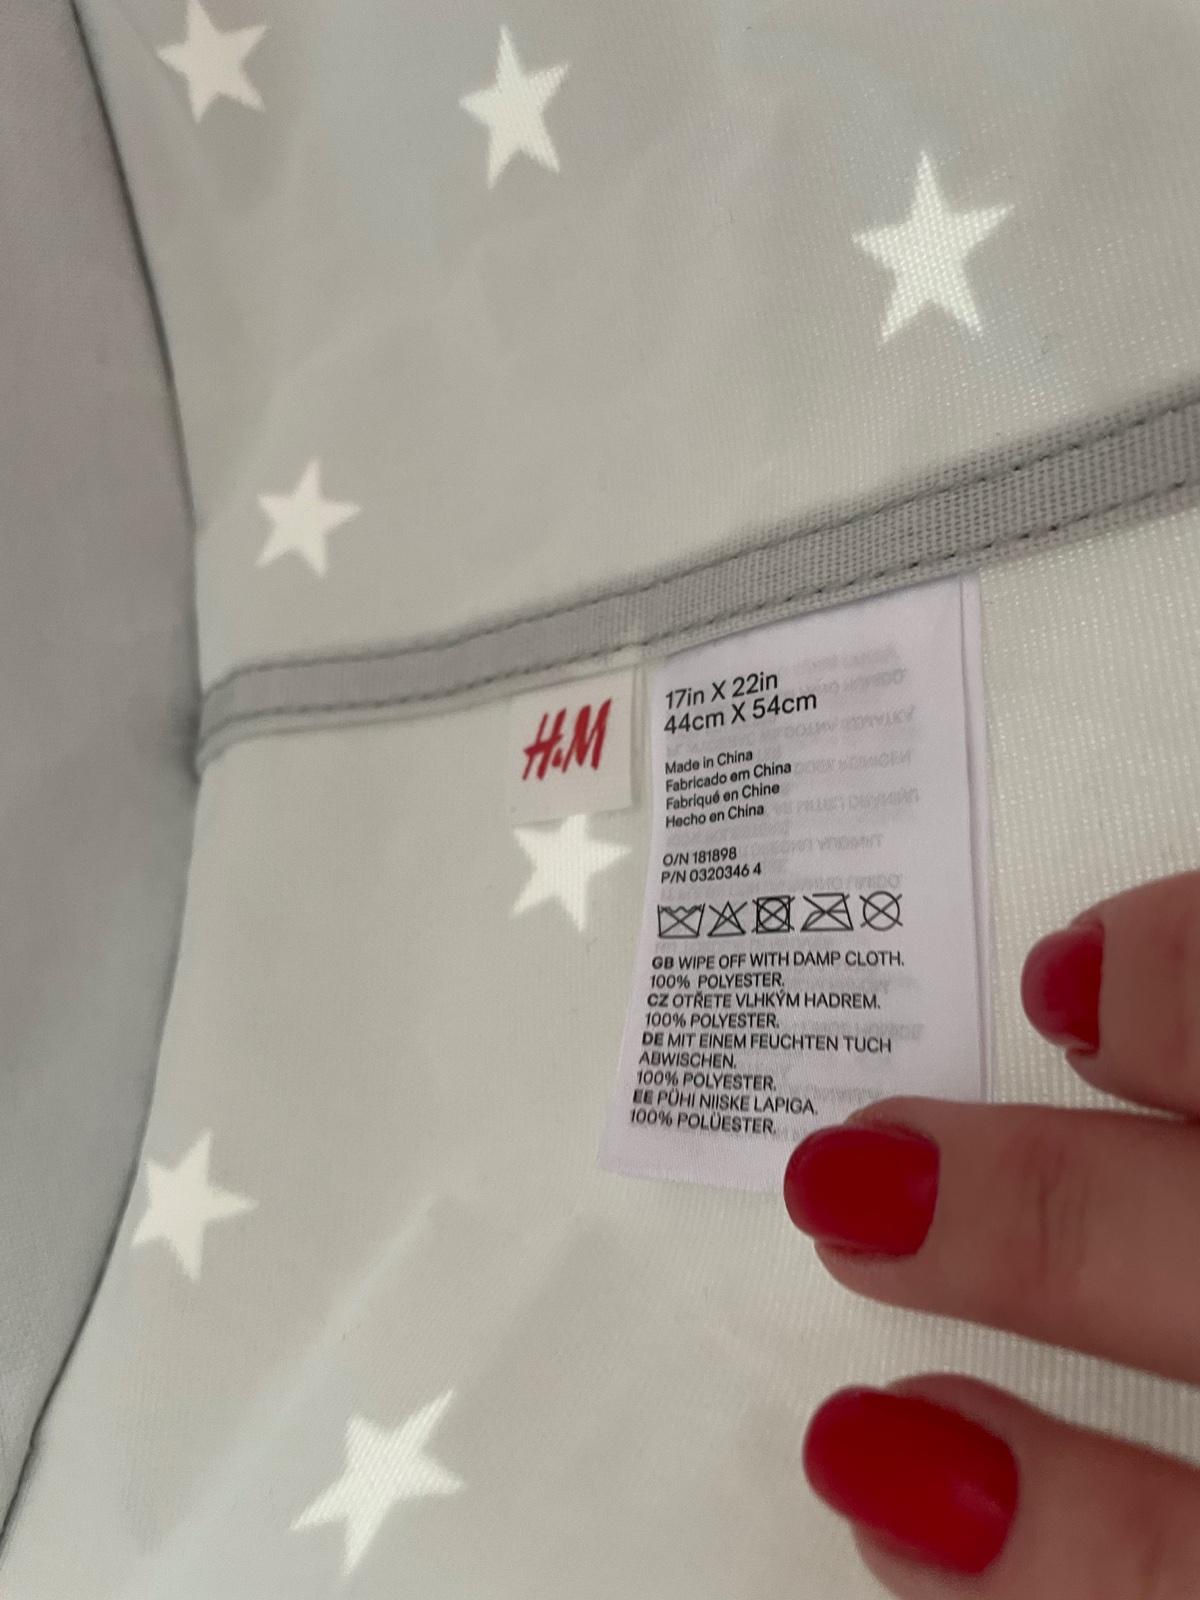 H&M
17in X 22in
44cm X 54cm
Made in China
Fabricado em China
Fabriqué en Chine
Hecho en China
O/N 181898
P/N 0320346 4
GB WIPE OFF WITH DAMP CLOTH.
100% POLYESTER.
CZ OTŘETE VLHKÝM HADREM.
100% POLYESTER.
DE MIT EINEM FEUCHTEN TUCH
ABWISCHEN.
100% POLYESTER.
EE PÜHI NIISKE LAPIGA.
100% POLÜESTER.